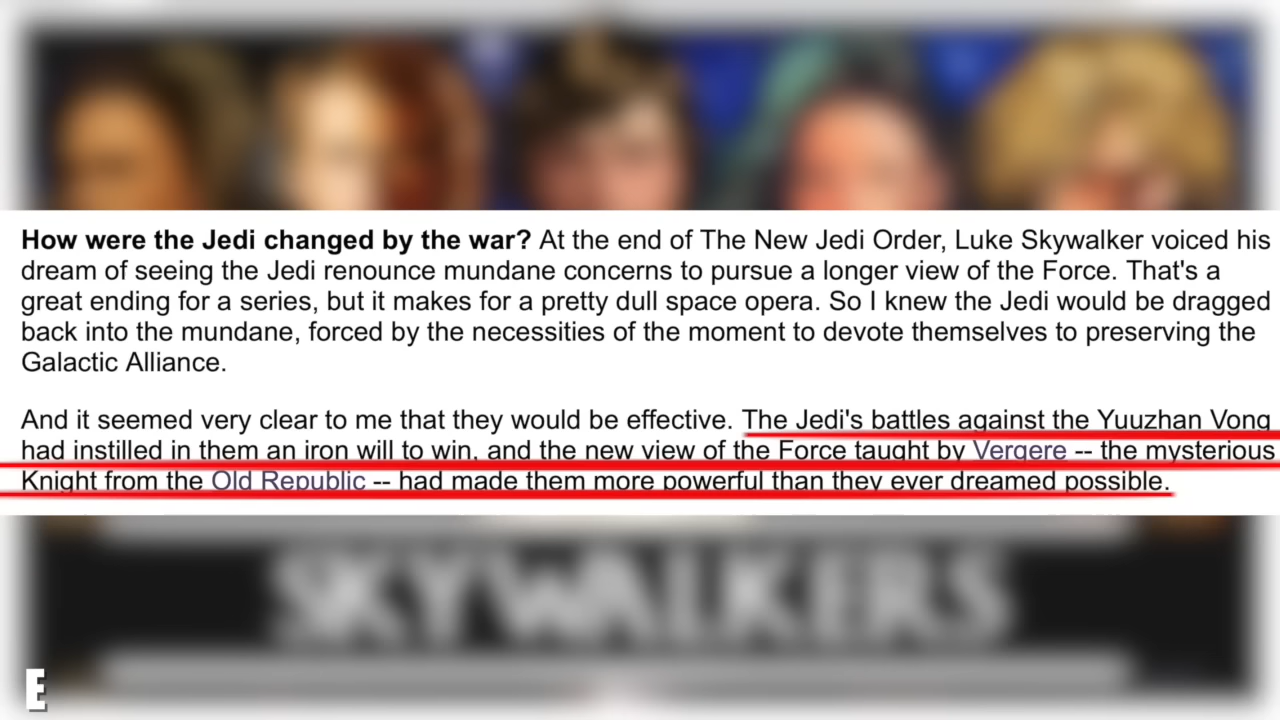 How were the Jedi changed by the war? At the end of The New Jedi Order, Luke Skywalker voiced his
dream of seeing the Jedi renounce mundane concerns to pursue a longer view of the Force. That's a
great ending for a series, but it makes for a pretty dull space opera. So I knew the Jedi would be dragged
back into the mundane, forced by the necessities of the moment to devote themselves to preserving the
Galactic Alliance.
And it seemed very clear to me that they would be effective. The Jedi's battles against the Yuuzhan Vong
had instilled in them an iron will to win, and the new view of the Force taught by Vergere -- the mysterious
Knight from the Old Republic -- had made them more powerful than they ever dreamed possible.
SKYWALKERS
E